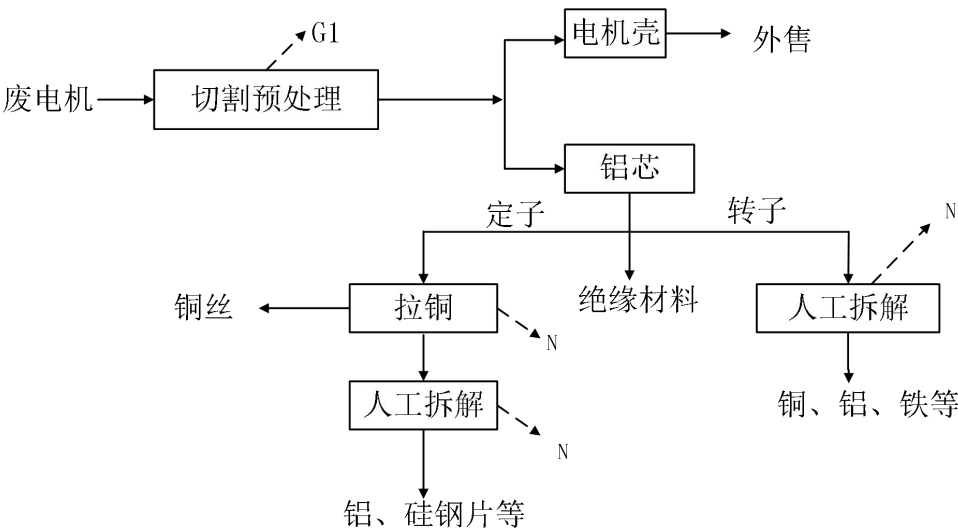 G1
电机壳
外售
废电机
切割预处理
铝芯
定子
转子
N
铜丝
拉铜
绝缘材料
人工拆解
N
人工拆解
铜、铝、铁等
N
铝、硅钢片等